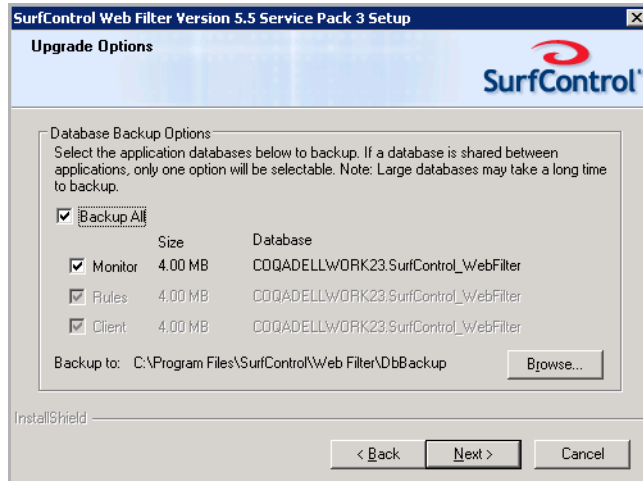 SurfControl Web Filter Version 5.5 Service Pack 3 Setup
Upgrade Options
SurfControl
Database Backup Options
Select the application databases below to backup. If a database is shared between
applications, only one option will be selectable. Note: Large databases may take a long time
to backup.
Backup All
Size Database
Monitor 4.00 MB COQADELLWORK23.SurfControl_WebFilter
Rules 4.00 MB COQADELLWORK23.SurfControl_WebFilter
Client 4.00 MB COQADELLWORK23.SurfControl_WebFilter
Backup to: C:\Program Files\SurfControl\Web Filter\DbBackup Browse...
InstallShield
< Back Next > Cancel